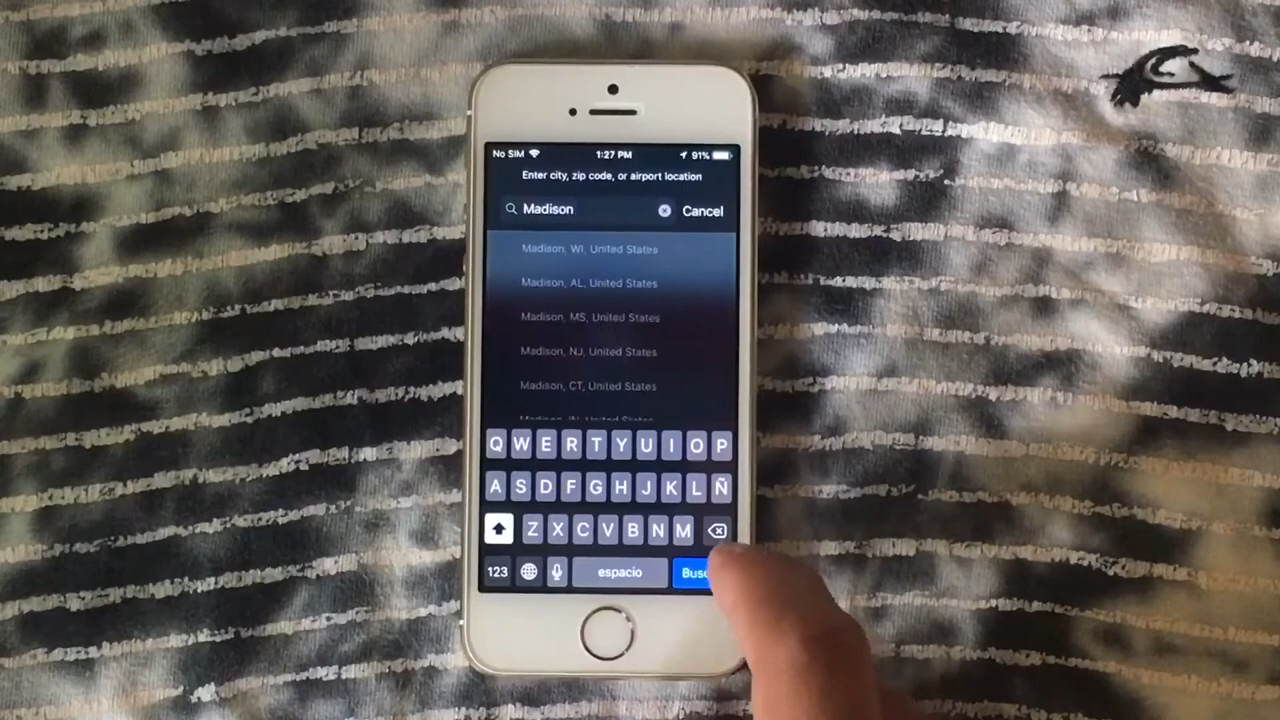 No SIM 1:27 PM 91%
Enter city, zip code, or airport location
Madison Cancel
Madison, WI, United States
Madison, AL, United States
Madison, MS, United States
Madison, NJ, United States
Madison, CT, United States
Q W E R T Y U I O P
A S D F G H J K L Ñ
Z X C V B N M
123 espacio